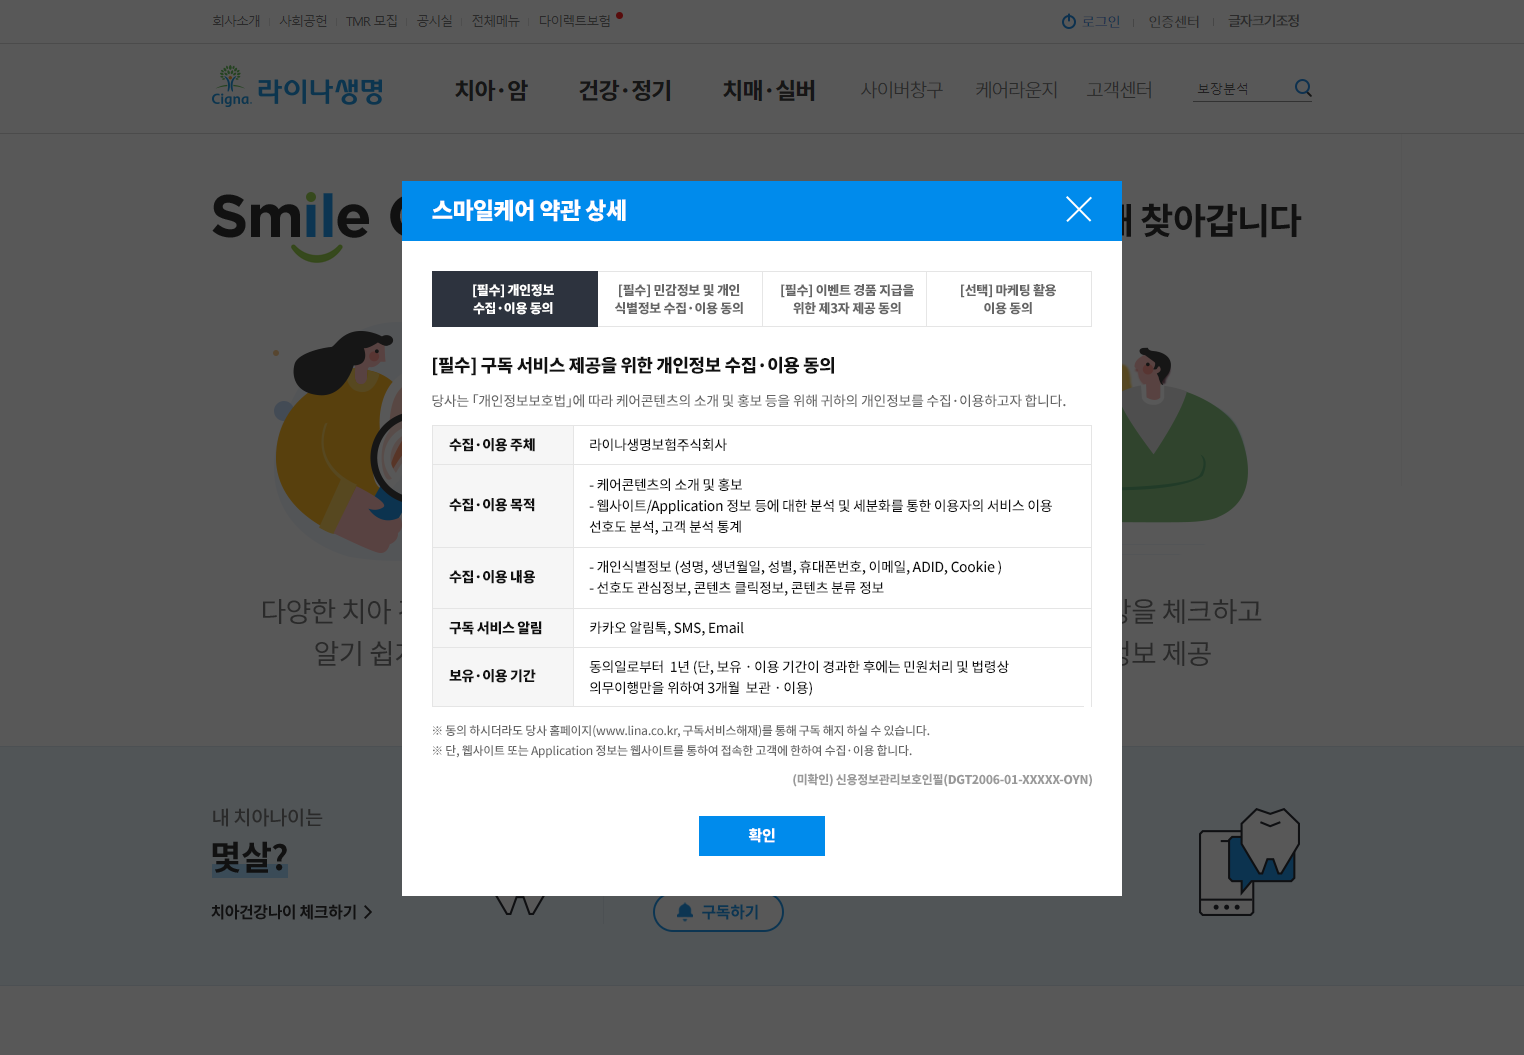 회사소개 사회공헌 TMR 모집 공시실 전체메뉴 다이렉트보험 로그인 인증센터 글자크기조정
Cigna. 라이나생명 치아·암 건강·정기 치매·실버 사이버창구 케어라운지 고객센터 보장분석
Smile
찾아갑니다
스마일케어 약관 상세
[필수] 개인정보
수집·이용 동의
[필수] 민감정보 및 개인
식별정보 수집·이용 동의
[필수] 이벤트 경품 지급을
위한 제3자 제공 동의
[선택] 마케팅 활용
이용 동의
[필수] 구독 서비스 제공을 위한 개인정보 수집·이용 동의
당사는 「개인정보보호법」에 따라 케어콘텐츠의 소개 및 홍보 등을 위해 귀하의 개인정보를 수집·이용하고자 합니다.
수집·이용 주체
라이나생명보험주식회사
수집·이용 목적
- 케어콘텐츠의 소개 및 홍보
- 웹사이트/Application 정보 등에 대한 분석 및 세분화를 통한 이용자의 서비스 이용
선호도 분석, 고객 분석 통계
수집·이용 내용
- 개인식별정보 (성명, 생년월일, 성별, 휴대폰번호, 이메일, ADID, Cookie )
- 선호도 관심정보, 콘텐츠 클릭정보, 콘텐츠 분류 정보
구독 서비스 알림
카카오 알림톡, SMS, Email
보유·이용 기간
동의일로부터 1년 (단, 보유 · 이용 기간이 경과한 후에는 민원처리 및 법령상
의무이행만을 위하여 3개월 보관 · 이용)
※ 동의 하시더라도 당사 홈페이지(www.lina.co.kr, 구독서비스해재)를 통해 구독 해지 하실 수 있습니다.
※ 단, 웹사이트 또는 Application 정보는 웹사이트를 통하여 접속한 고객에 한하여 수집·이용 합니다.
(미확인) 신용정보관리보호인필(DGT2006-01-XXXXX-OYN)
확인
다양한 치아
알기 쉽게
체크하고
정보 제공
내 치아나이는
몇살?
치아건강나이 체크하기
구독하기